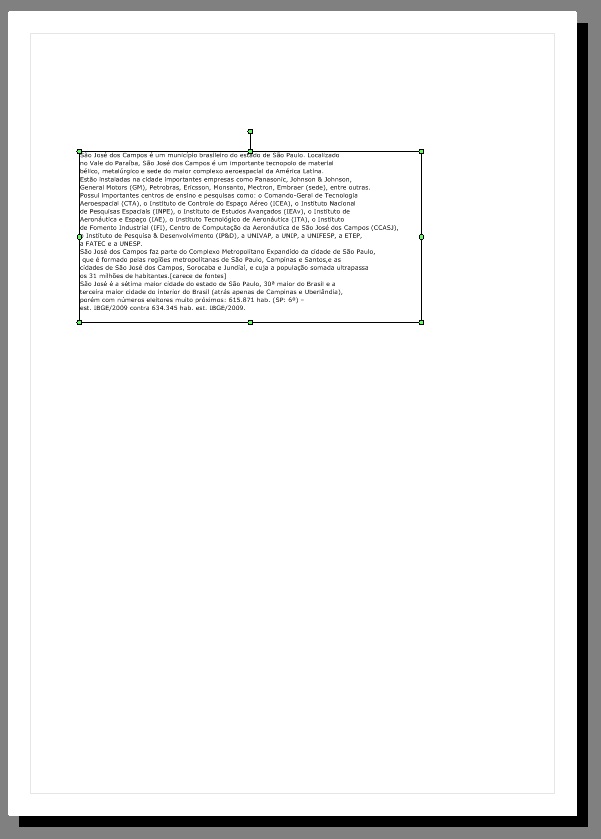 São José dos Campos é um município brasileiro do estado de São Paulo. Localizado
no Vale do Paraíba, São José dos Campos é um importante tecnopolo de material
bélico, metalúrgico e sede do maior complexo aeroespacial da América Latina.
Estão instaladas na cidade importantes empresas como Panasonic, Johnson & Johnson,
General Motors (GM), Petrobras, Ericsson, Monsanto, Mectron, Embraer (sede), entre outras.
Possui importantes centros de ensino e pesquisas como: o Comando-Geral de Tecnologia
Aeroespacial (CTA), o Instituto de Controle do Espaço Aéreo (ICEA), o Instituto Nacional
de Pesquisas Espaciais (INPE), o Instituto de Estudos Avançados (IEAv), o Instituto de
Aeronáutica e Espaço (IAE), o Instituto Tecnológico de Aeronáutica (ITA), o Instituto
de Fomento Industrial (IFI), Centro de Computação da Aeronáutica de São José dos Campos (CCASJ),
o Instituto de Pesquisa & Desenvolvimento (IP&D), a UNIVAP, a UNIP, a UNIFESP, a ETEP,
a FATEC e a UNESP.
São José dos Campos faz parte do Complexo Metropolitano Expandido da cidade de São Paulo,
que é formado pelas regiões metropolitanas de São Paulo, Campinas e Santos,e as
cidades de São José dos Campos, Sorocaba e Jundiaí, e cuja a população somada ultrapassa
os 31 milhões de habitantes.[carece de fontes]
São José é a sétima maior cidade do estado de São Paulo, 30ª maior do Brasil e a
terceira maior cidade do interior do Brasil (atrás apenas de Campinas e Uberlândia),
porém com números eleitores muito próximos: 615.871 hab. (SP: 6º) –
est. IBGE/2009 contra 634.345 hab. est. IBGE/2009.